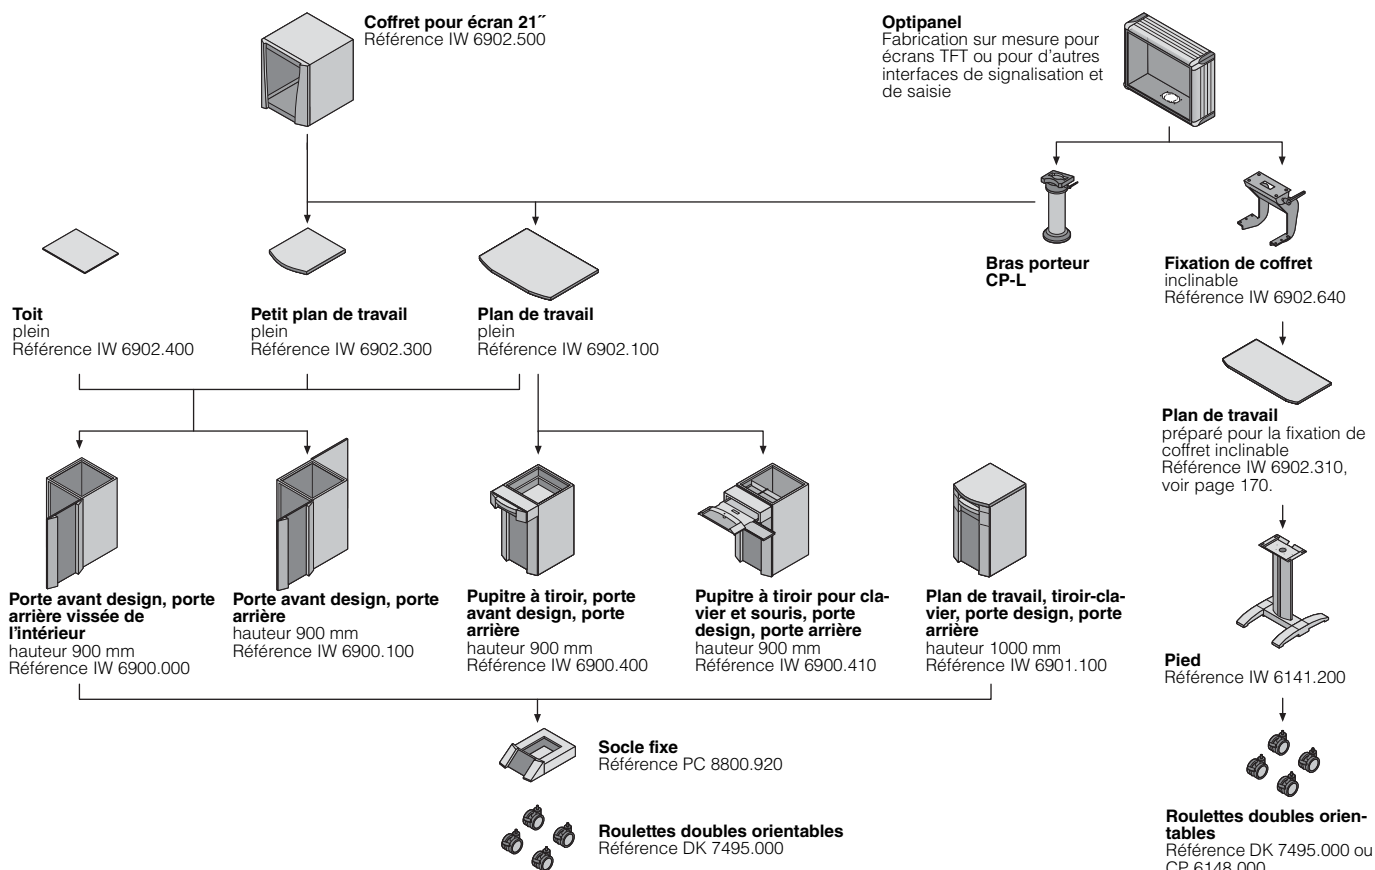 Coffret pour écran 21˝
Référence IW 6902.500
Optipanel
Fabrication sur mesure pour
écrans TFT ou pour d'autres
interfaces de signalisation et
de saisie
Bras porteur
CP-L
Fixation de coffret
inclinable
Référence IW 6902.640
Toit
plein
Référence IW 6902.400
Petit plan de travail
plein
Référence IW 6902.300
Plan de travail
plein
Référence IW 6902.100
Plan de travail
préparé pour la fixation de
coffret inclinable
Référence IW 6902.310,
voir page 170.
Porte avant design, porte
arrière vissée de
l'intérieur
hauteur 900 mm
Référence IW 6900.000
Porte avant design, porte
arrière
hauteur 900 mm
Référence IW 6900.100
Pupitre à tiroir, porte
avant design, porte
arrière
hauteur 900 mm
Référence IW 6900.400
Pupitre à tiroir pour cla-
vier et souris, porte
design, porte arrière
hauteur 900 mm
Référence IW 6900.410
Plan de travail, tiroir-cla-
vier, porte design, porte
arrière
hauteur 1000 mm
Référence IW 6901.100
Pied
Référence IW 6141.200
Socle fixe
Référence PC 8800.920
Roulettes doubles orientables
Référence DK 7495.000
Roulettes doubles orien-
tables
Référence DK 7495.000 ou
CP 6148.000